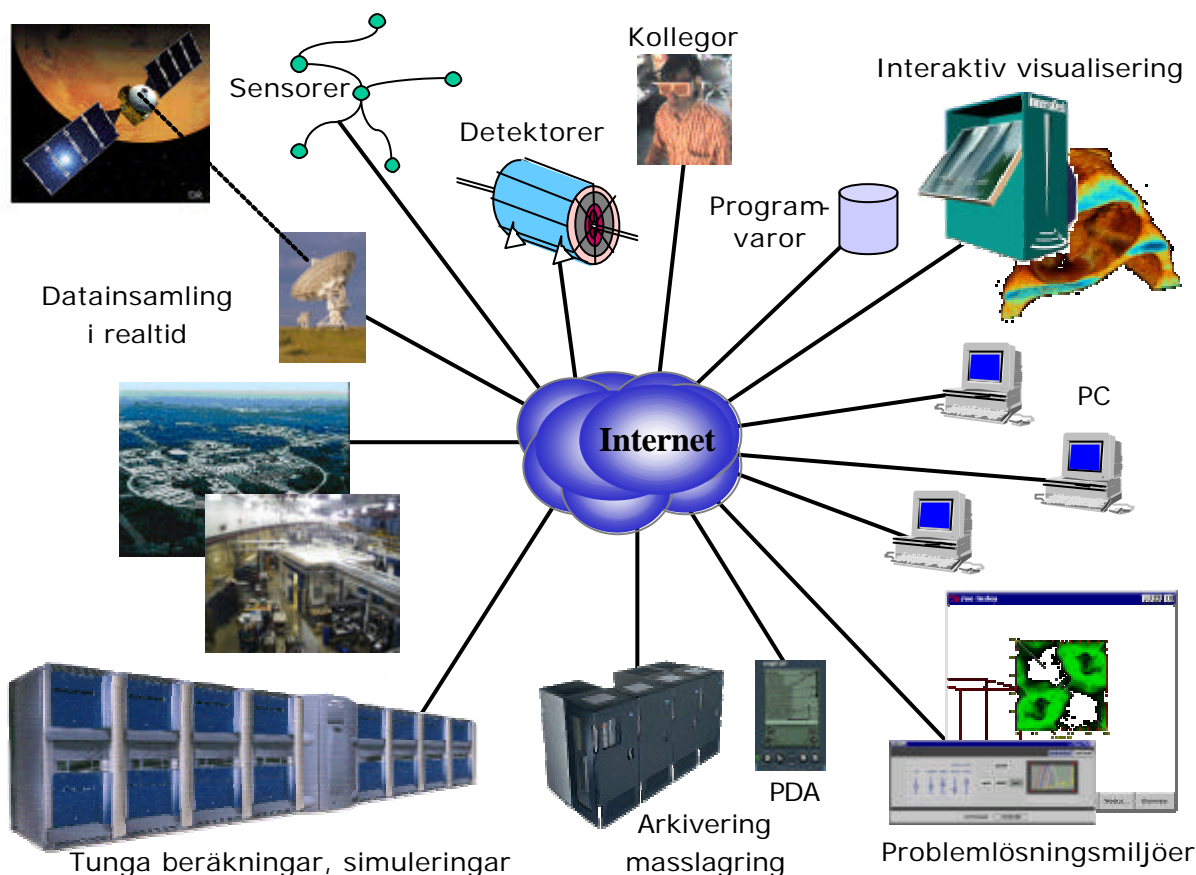 Kollegor
Sensorer
Interaktiv visualisering
Detektorer
Program-
varor
Datainsamling
i realtid
PC
Internet
PDA
Arkivering
masslagring
Problemlösningsmiljöer
Tunga beräkningar, simuleringar